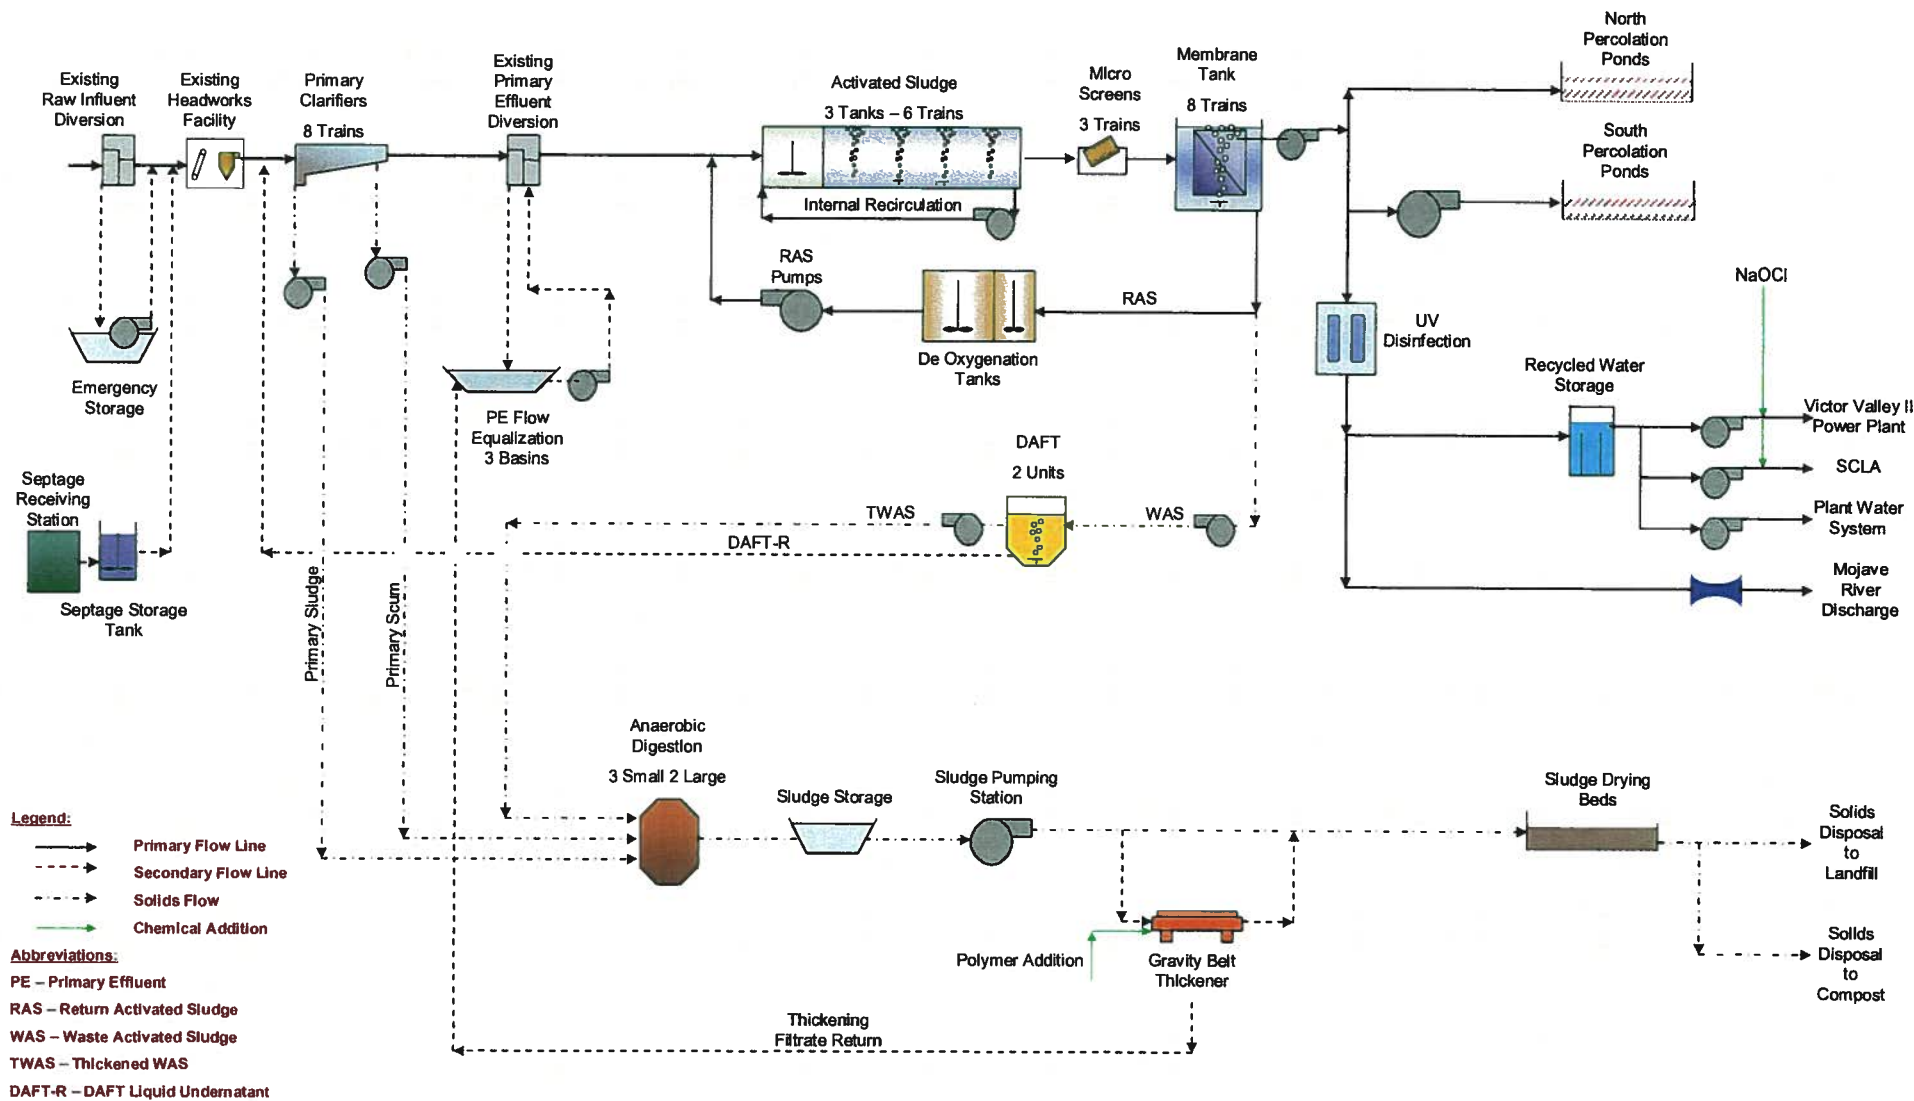 Existing
Raw Influent
Diversion
Existing
Headworks
Facility
Primary
Clarifiers
8 Trains
Existing
Primary
Effluent
Diversion
Activated Sludge
3 Tanks – 6 Trains
Micro
Screens
3 Trains
Membrane
Tank
8 Trains
North
Percolation
Ponds
South
Percolation
Ponds
Internal Recirculation
RAS
Pumps
RAS
De Oxygenation
Tanks
NaOCl
UV
Disinfection
Recycled Water
Storage
Victor Valley II
Power Plant
SCLA
Plant Water
System
Mojave
River
Discharge
Emergency
Storage
PE Flow
Equalization
3 Basins
DAFT
2 Units
TWAS
WAS
DAFT-R
Septage
Receiving
Station
Septage Storage
Tank
Primary Sludge
Primary Scum
Anaerobic
Digestion
3 Small 2 Large
Sludge Storage
Sludge Pumping
Station
Sludge Drying
Beds
Solids
Disposal
to
Landfill
Solids
Disposal
to
Compost
Polymer Addition
Gravity Belt
Thickener
Thickening
Filtrate Return
Legend:
Primary Flow Line
Secondary Flow Line
Solids Flow
Chemical Addition
Abbreviations:
PE – Primary Effluent
RAS – Return Activated Sludge
WAS – Waste Activated Sludge
TWAS – Thickened WAS
DAFT-R – DAFT Liquid Undernatant